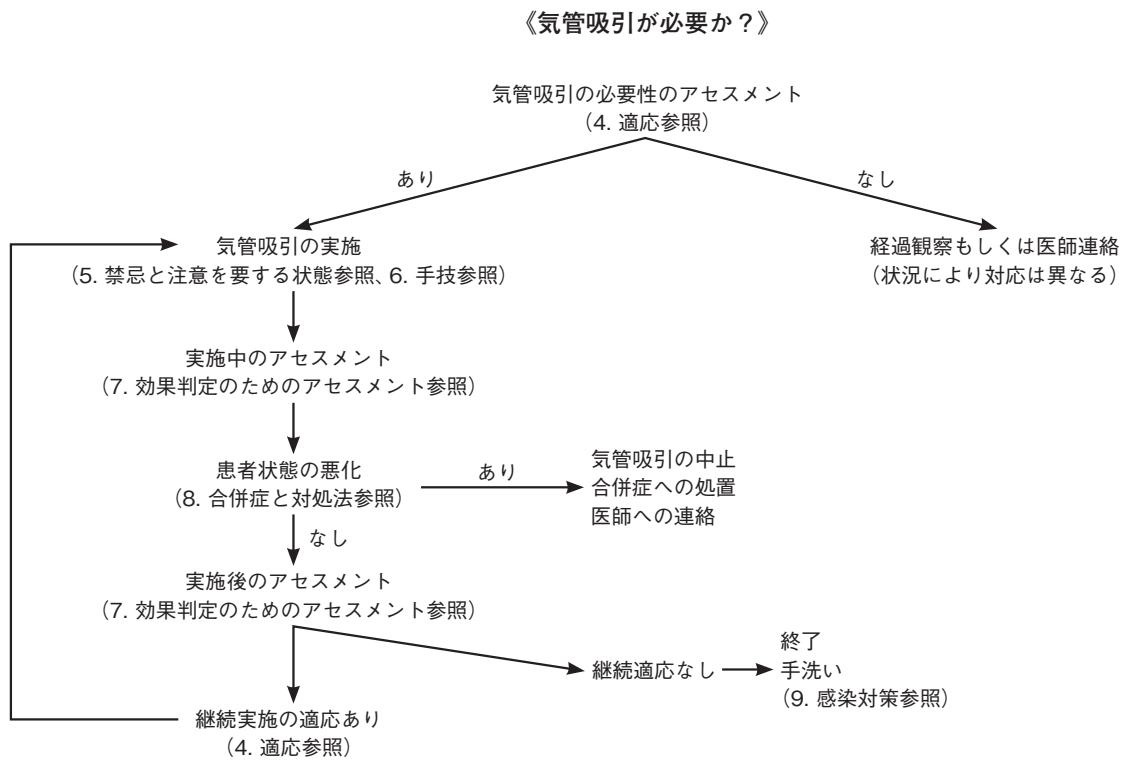 《気管吸引が必要か？》
気管吸引の必要性のアセスメント
（4. 適応参照）
あり
なし
気管吸引の実施
（5. 禁忌と注意を要する状態参照、6. 手技参照）
経過観察もしくは医師連絡
（状況により対応は異なる）
実施中のアセスメント
（7. 効果判定のためのアセスメント参照）
患者状態の悪化
（8. 合併症と対処法参照）
あり
気管吸引の中止
合併症への処置
医師への連絡
なし
実施後のアセスメント
（7. 効果判定のためのアセスメント参照）
継続適応なし
終了
手洗い
（9. 感染対策参照）
継続実施の適応あり
（4. 適応参照）